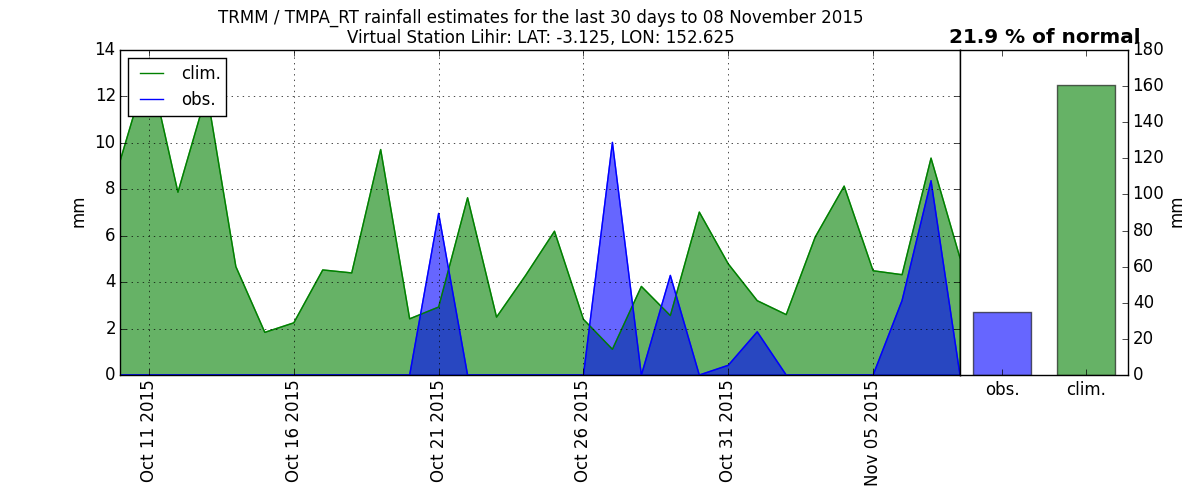 TRMM / TMPA_RT rainfall estimates for the last 30 days to 08 November 2015
Virtual Station Lihir: LAT: -3.125, LON: 152.625
21.9 % of normal
clim.
obs.
mm
14
12
10
8
6
4
2
0
Oct 11 2015
Oct 16 2015
Oct 21 2015
Oct 26 2015
Oct 31 2015
Nov 05 2015
180
160
140
120
100
80
60
40
20
0
mm
obs.
clim.